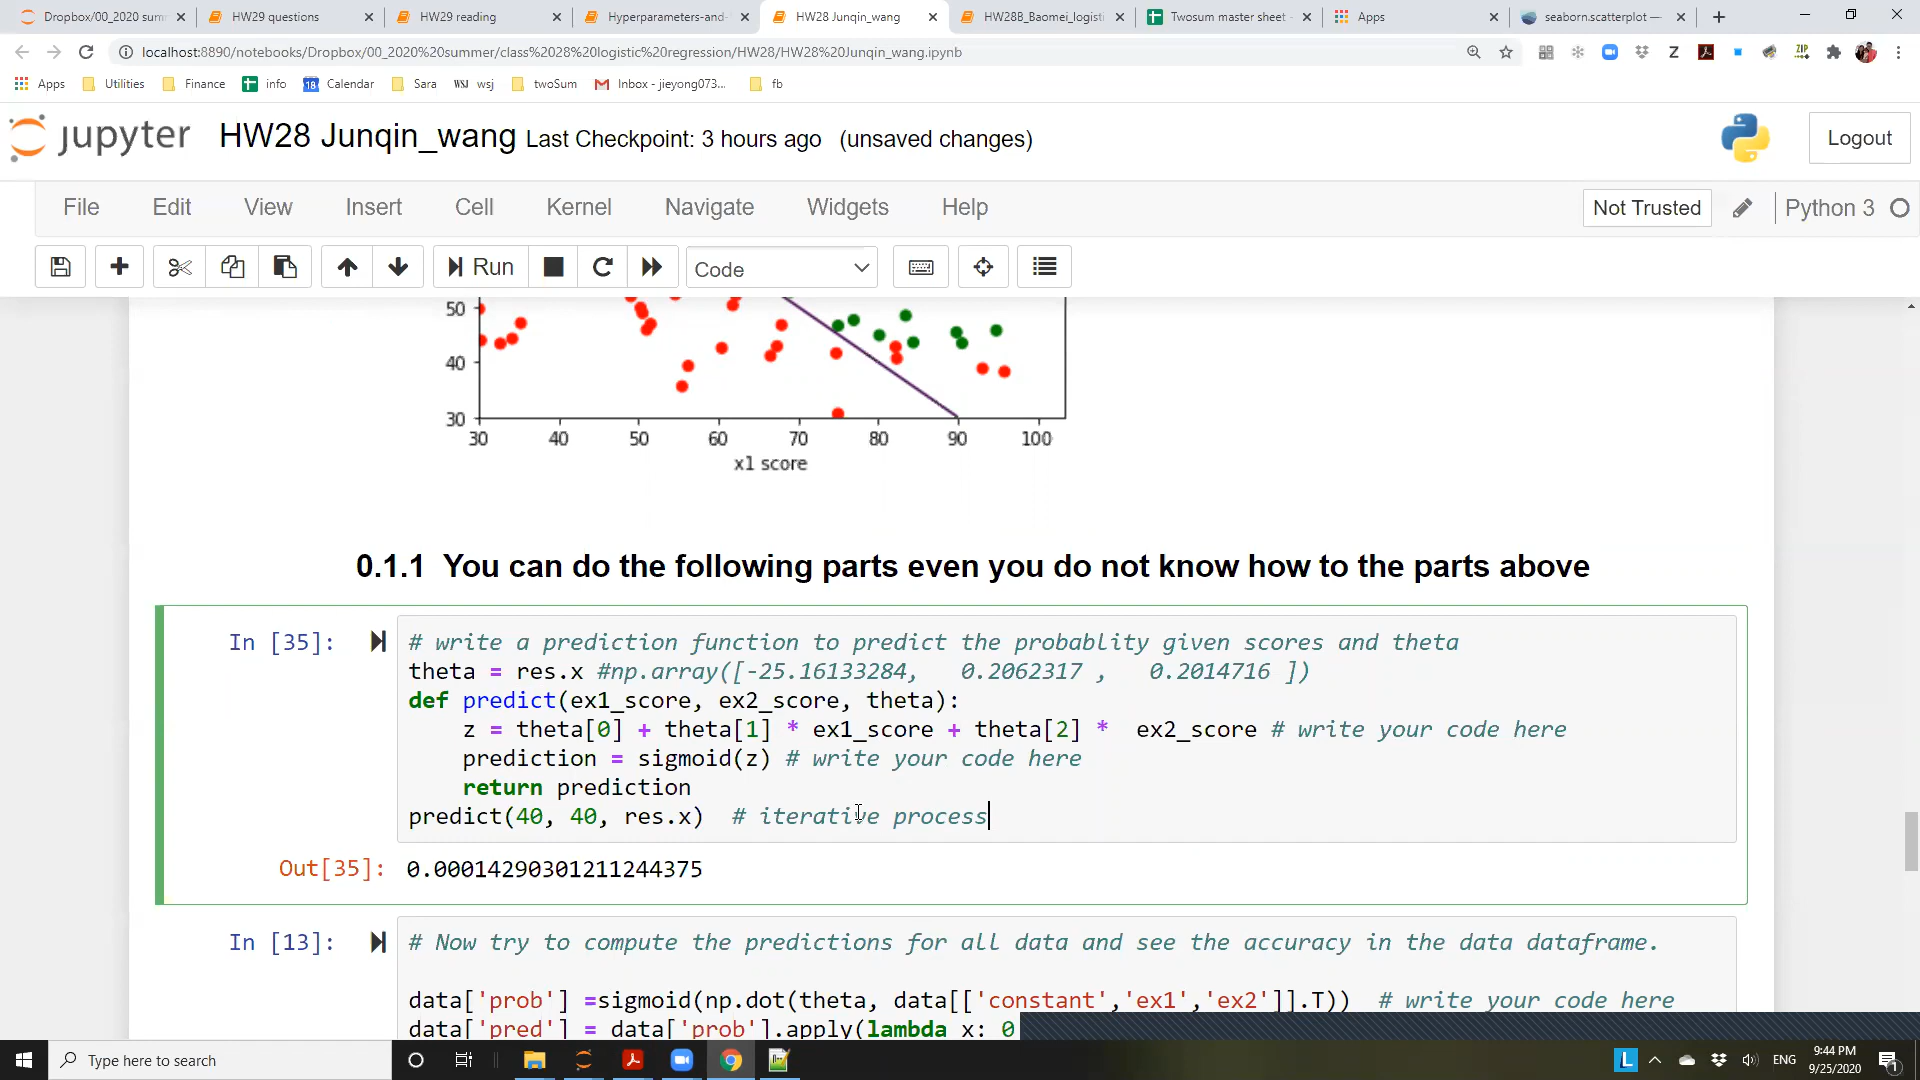 Dropbox/00_2020 sum
HW29 questions
HW29 reading
Hyperparameters-and-
HW28 Junqin_wang
HW28B_Baomei_logisti
Twosum master sheet -
Apps
seaborn.scatterplot —
localhost:8890/notebooks/Dropbox/00_2020%20summer/class%2028%20logistic%20regression/HW28/HW28%20Junqin_wang.ipynb
Apps
Utilities
Finance
info
18
Calendar
Sara
WSJ wsj
twoSum
Inbox - jieyong073...
fb
jupyter HW28 Junqin_wang Last Checkpoint: 3 hours ago (unsaved changes)
Logout
File Edit View Insert Cell Kernel Navigate Widgets Help
Not Trusted
Python 3
Run
Code
50
40
30
30 40 50 60 70 80 90 100
x1 score
0.1.1 You can do the following parts even you do not know how to the parts above
In [35]:
# write a prediction function to predict the probablity given scores and theta
theta = res.x #np.array([-25.16133284, 0.2062317 , 0.2014716 ])
def predict(ex1_score, ex2_score, theta):
z = theta[0] + theta[1] * ex1_score + theta[2] * ex2_score # write your code here
prediction = sigmoid(z) # write your code here
return prediction
predict(40, 40, res.x) # iterative process
Out[35]: 0.00014290301211244375
In [13]:
# Now try to compute the predictions for all data and see the accuracy in the data dataframe.
data['prob'] =sigmoid(np.dot(theta, data[['constant','ex1','ex2']].T)) # write your code here
data['pred'] = data['prob'].apply(lambda x: 0
Type here to search
L
ENG
9:44 PM
9/25/2020
1